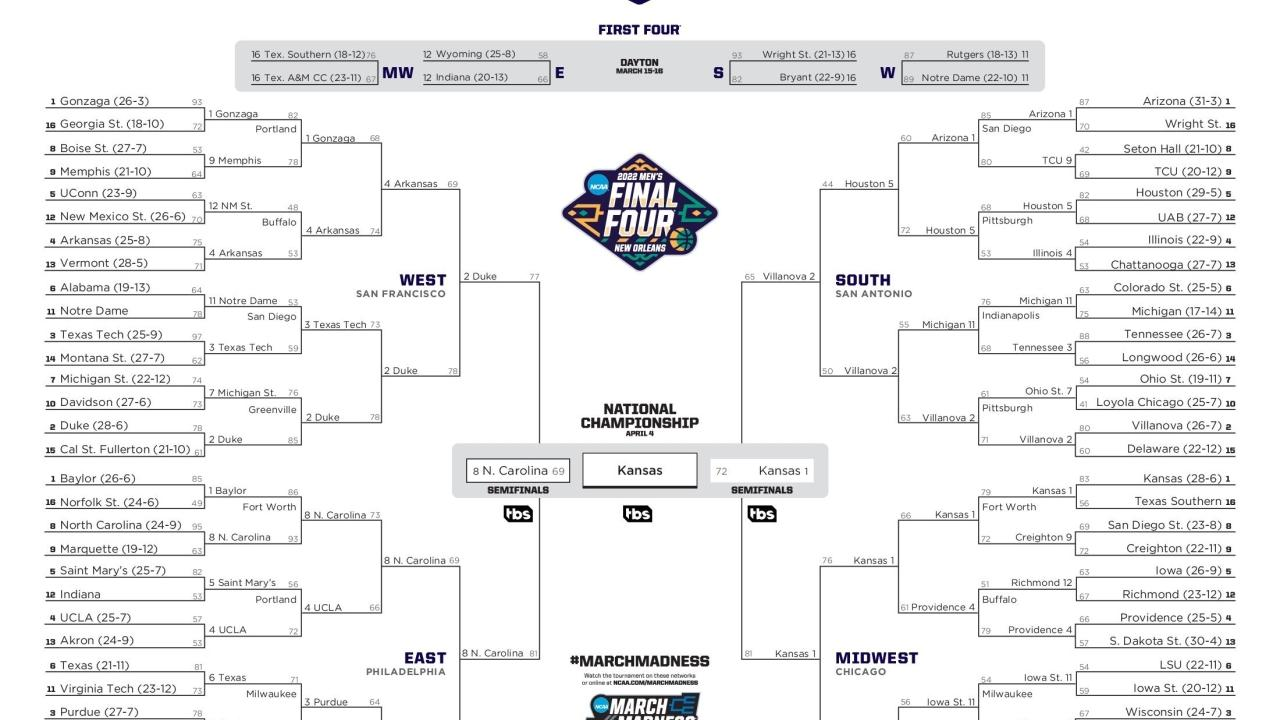 FIRST FOUR
16 Tex. Southern (18-12) 76
16 Tex. A&M CC (23-11) 67
MW
12 Wyoming (25-8) 58
12 Indiana (20-13) 66
E
DAYTON
MARCH 15-16
S
93 Wright St. (21-13) 16
82 Bryant (22-9) 16
W
87 Rutgers (18-13) 11
89 Notre Dame (22-10) 11
1 Gonzaga (26-3) 93
16 Georgia St. (18-10) 72
8 Boise St. (27-7) 53
9 Memphis (21-10) 64
5 UConn (23-9) 63
12 New Mexico St. (26-6) 70
4 Arkansas (25-8) 75
13 Vermont (28-5) 71
6 Alabama (19-13) 64
11 Notre Dame 78
3 Texas Tech (25-9) 97
14 Montana St. (27-7) 62
7 Michigan St. (22-12) 74
10 Davidson (27-6) 73
2 Duke (28-6) 78
15 Cal St. Fullerton (21-10) 61
1 Gonzaga 82
Portland
9 Memphis 78
12 NM St. 48
Buffalo
4 Arkansas 53
11 Notre Dame 53
San Diego
3 Texas Tech 59
7 Michigan St. 76
Greenville
2 Duke 85
1 Gonzaga 68
4 Arkansas 74
3 Texas Tech 73
2 Duke 78
4 Arkansas 69
2 Duke 78
WEST
SAN FRANCISCO
2 Duke 77
NCAA
2022 MEN'S
FINAL
FOUR
NEW ORLEANS
65 Villanova 2
SOUTH
SAN ANTONIO
44 Houston 5
50 Villanova 2
60 Arizona 1
72 Houston 5
55 Michigan 11
63 Villanova 2
85 Arizona 1
San Diego
80 TCU 9
68 Houston 5
Pittsburgh
53 Illinois 4
76 Michigan 11
Indianapolis
68 Tennessee 3
61 Ohio St. 7
Pittsburgh
71 Villanova 2
87 Arizona (31-3) 1
70 Wright St. 16
42 Seton Hall (21-10) 8
69 TCU (20-12) 9
82 Houston (29-5) 5
68 UAB (27-7) 12
54 Illinois (22-9) 4
53 Chattanooga (27-7) 13
63 Colorado St. (25-5) 6
75 Michigan (17-14) 11
88 Tennessee (26-7) 3
56 Longwood (26-6) 14
54 Ohio St. (19-11) 7
41 Loyola Chicago (25-7) 10
80 Villanova (26-7) 2
60 Delaware (22-12) 15
NATIONAL
CHAMPIONSHIP
APRIL 4
8 N. Carolina 69
Kansas
72 Kansas 1
SEMIFINALS
SEMIFINALS
tbs
tbs
tbs
1 Baylor (26-6) 85
16 Norfolk St. (24-6) 49
8 North Carolina (24-9) 95
9 Marquette (19-12) 63
5 Saint Mary's (25-7) 82
12 Indiana 53
4 UCLA (25-7) 57
13 Akron (24-9) 53
6 Texas (21-11) 81
11 Virginia Tech (23-12) 73
3 Purdue (27-7) 78
1 Baylor 86
Fort Worth
8 N. Carolina 93
5 Saint Mary's 56
Portland
4 UCLA 72
6 Texas 71
Milwaukee
8 N. Carolina 73
4 UCLA 66
3 Purdue 64
8 N. Carolina 69
EAST
PHILADELPHIA
8 N. Carolina 81
#MARCHMADNESS
Watch the tournament on these networks
or online at NCAA.COM/MARCHMADNESS
NCAA
MARCH
MADNESS
81 Kansas 1
MIDWEST
CHICAGO
76 Kansas 1
66 Kansas 1
61 Providence 4
56 Iowa St. 11
79 Kansas 1
Fort Worth
72 Creighton 9
51 Richmond 12
Buffalo
79 Providence 4
54 Iowa St. 11
Milwaukee
83 Kansas (28-6) 1
56 Texas Southern 16
69 San Diego St. (23-8) 8
72 Creighton (22-11) 9
63 Iowa (26-9) 5
67 Richmond (23-12) 12
66 Providence (25-5) 4
57 S. Dakota St. (30-4) 13
54 LSU (22-11) 6
59 Iowa St. (20-12) 11
67 Wisconsin (24-7) 3